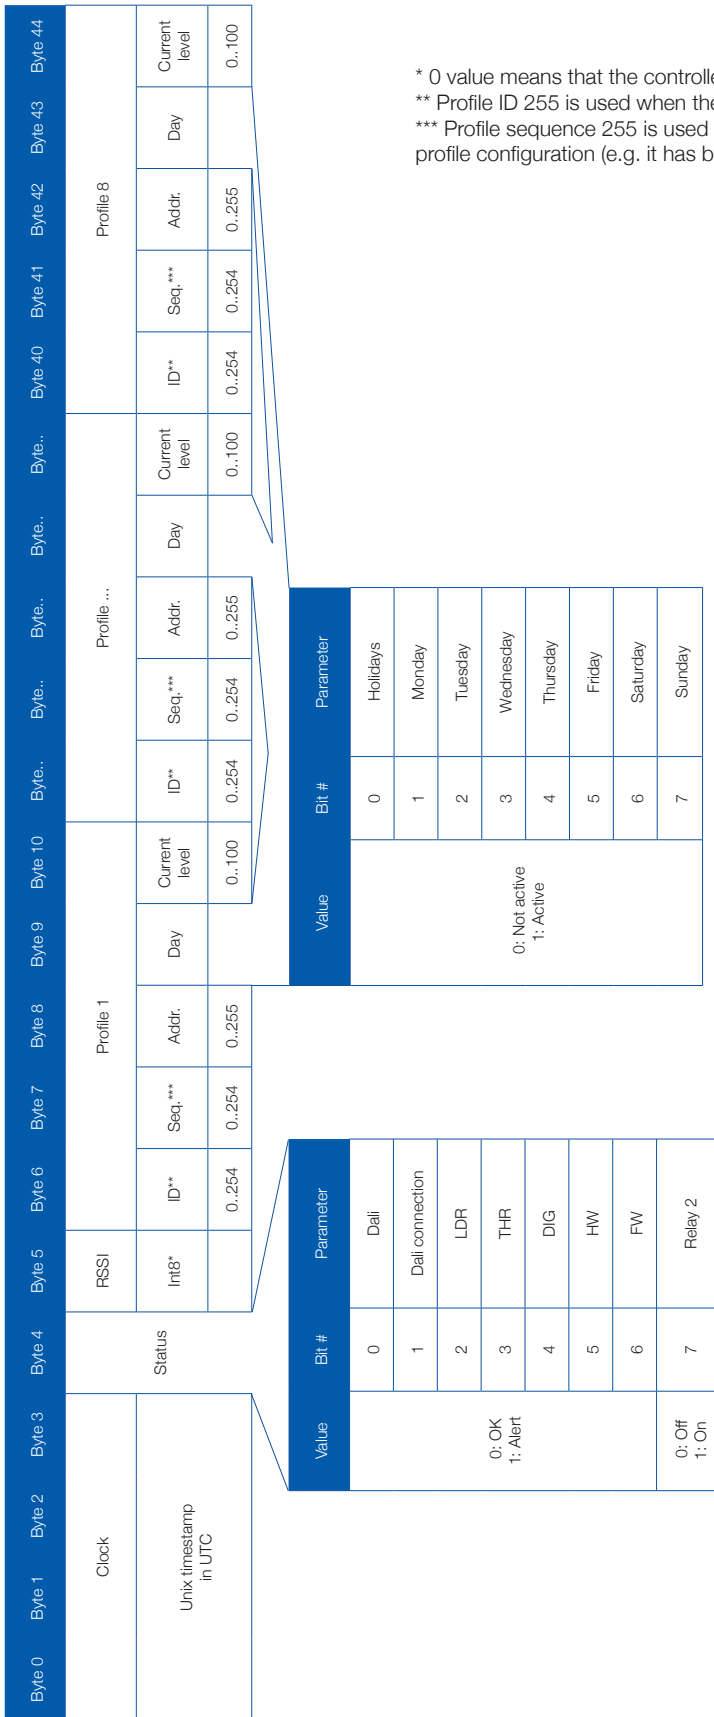 * 0 value means that the controlle
** Profile ID 255 is used when the
*** Profile sequence 255 is used
profile configuration (e.g. it has b
Byte 0
Byte 1
Byte 2
Byte 3
Byte 4
Byte 5
Byte 6
Byte 7
Byte 8
Byte 9
Byte 10
Byte..
Byte..
Byte..
Byte..
Byte..
Byte 40
Byte 41
Byte 42
Byte 43
Byte 44
Clock
Status
RSSI
Profile 1
Profile ...
Profile 8
Unix timestamp
in UTC
Int8*
ID**
Seq.***
Addr.
Day
Current
level
ID**
Seq.***
Addr.
Day
Current
level
ID**
Seq.***
Addr.
Day
Current
level
0..254
0..254
0..255
0..100
0..254
0..254
0..255
0..100
0..254
0..254
0..255
0..100
Value
Bit #
Parameter
0: OK
1: Alert
0
Dali
1
Dali connection
2
LDR
3
THR
4
DIG
5
HW
6
FW
0: Off
1: On
7
Relay 2
Value
Bit #
Parameter
0: Not active
1: Active
0
Holidays
1
Monday
2
Tuesday
3
Wednesday
4
Thursday
5
Friday
6
Saturday
7
Sunday